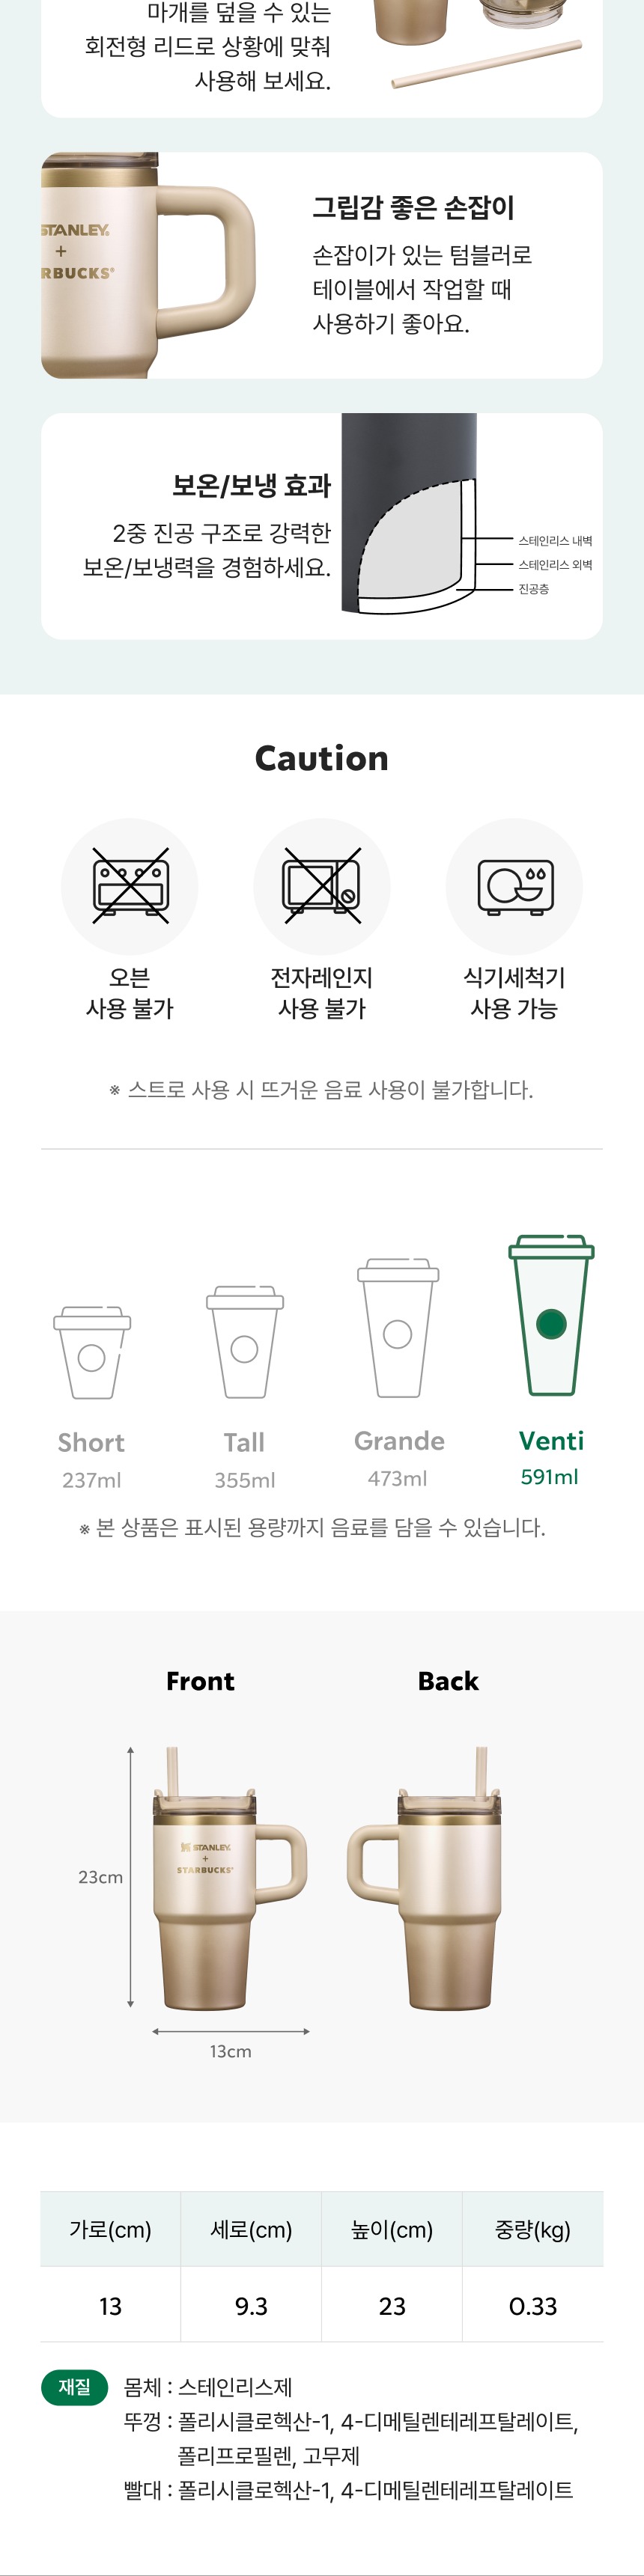 마개를 덮을 수 있는
회전형 리드로 상황에 맞춰
사용해 보세요.
STANLEY.
+
RBUCKS®
그립감 좋은 손잡이
손잡이가 있는 텀블러로
테이블에서 작업할 때
사용하기 좋아요.
보온/보냉 효과
2중 진공 구조로 강력한
보온/보냉력을 경험하세요.
스테인리스 내벽
스테인리스 외벽
진공층
Caution
오븐
사용 불가
전자레인지
사용 불가
식기세척기
사용 가능
※ 스트로 사용 시 뜨거운 음료 사용이 불가합니다.
Short
237ml
Tall
355ml
Grande
473ml
Venti
591ml
※ 본 상품은 표시된 용량까지 음료를 담을 수 있습니다.
Front
Back
STANLEY.
+
STARBUCKS®
23cm
13cm
가로(cm) 세로(cm) 높이(cm) 중량(kg)
13 9.3 23 0.33
재질 몸체 : 스테인리스제
뚜껑 : 폴리시클로헥산-1, 4-디메틸렌테레프탈레이트,
폴리프로필렌, 고무제
빨대 : 폴리시클로헥산-1, 4-디메틸렌테레프탈레이트